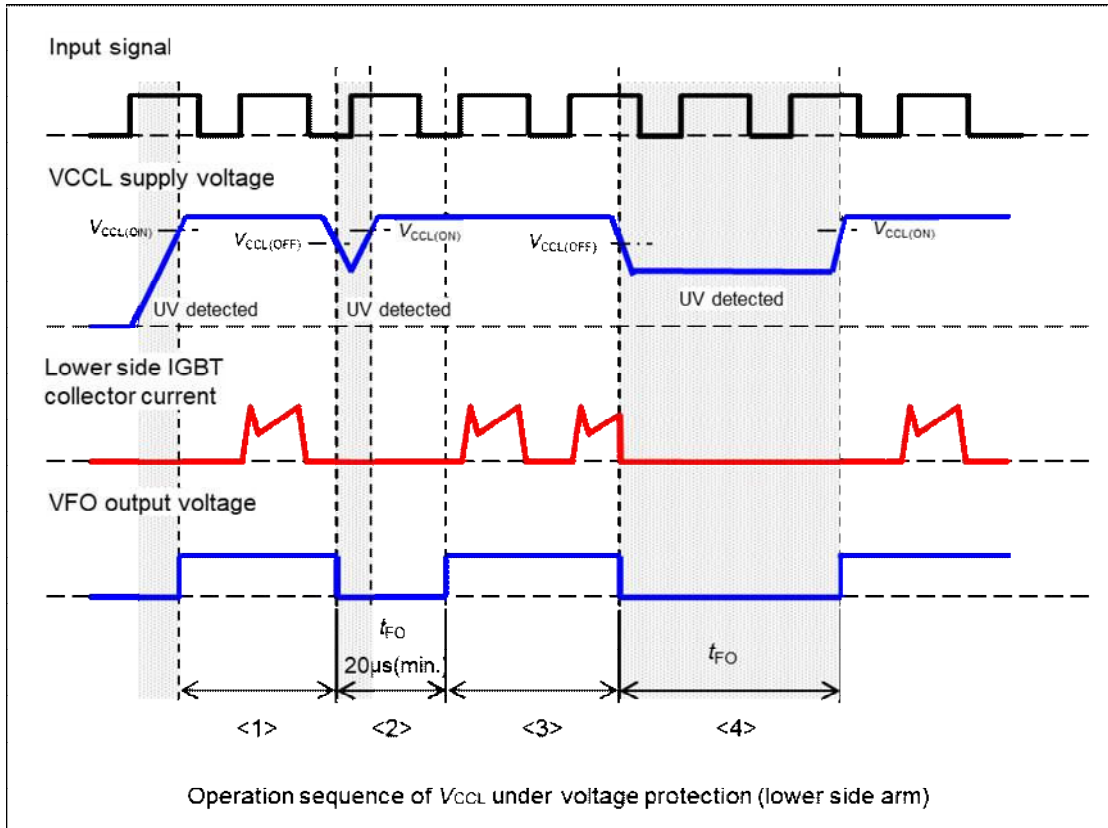 Input signal
VCCL supply voltage
VCCL(ON)
VCCL(OFF)
VCCL(ON)
VCCL(OFF)
VCCL(ON)
UV detected
UV detected
UV detected
Lower side IGBT
collector current
VFO output voltage
tFO
20µs(min.)
tFO
<1>
<2>
<3>
<4>
Operation sequence of VCCL under voltage protection (lower side arm)